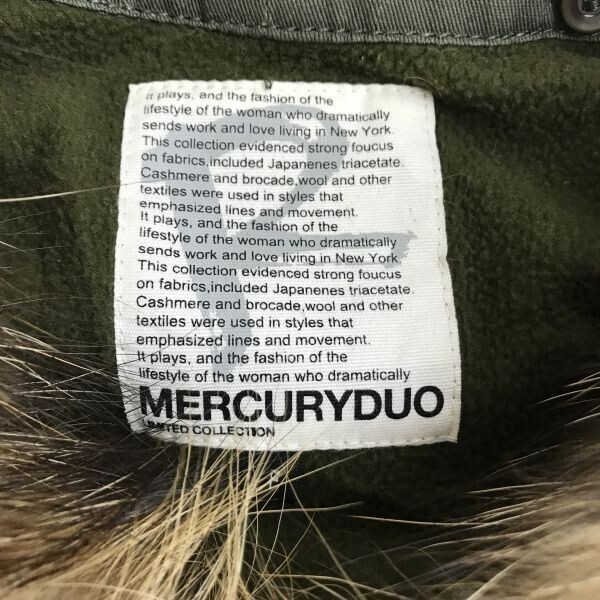 It plays, and the fashion of the
lifestyle of the woman who dramatically
sends work and love living in New York.
This collection evidenced strong foucus
on fabrics,included Japanenes triacetate.
Cashmere and brocade,wool and other
textiles were used in styles that
emphasized lines and movement.
It plays, and the fashion of the
lifestyle of the woman who dramatically
sends work and love living in New York.
This collection evidenced strong foucus
on fabrics,included Japanenes triacetate.
Cashmere and brocade,wool and other
textiles were used in styles that
emphasized lines and movement.
It plays, and the fashion of the
lifestyle of the woman who dramatically
MERCURYDUO
LIMITED COLLECTION